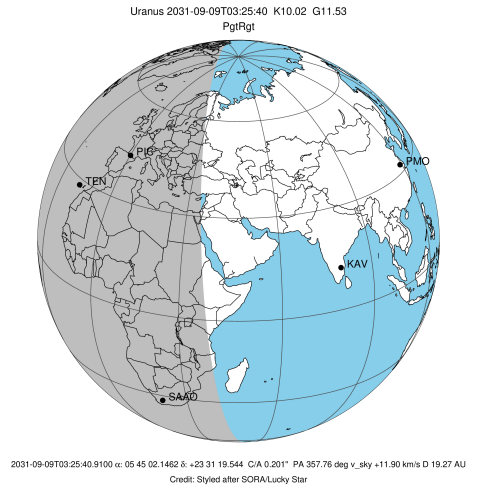 Uranus 2031-09-09T03:25:40 K10.02 G11.53
PgtRgt
PIC
TEN
PMO
KAV
SAAO
2031-09-09T03:25:40.9100 α: 05 45 02.1462 δ: +23 31 19.544 C/A 0.201" PA 357.76 deg v_sky +11.90 km/s D 19.27 AU
Credit: Styled after SORA/Lucky Star